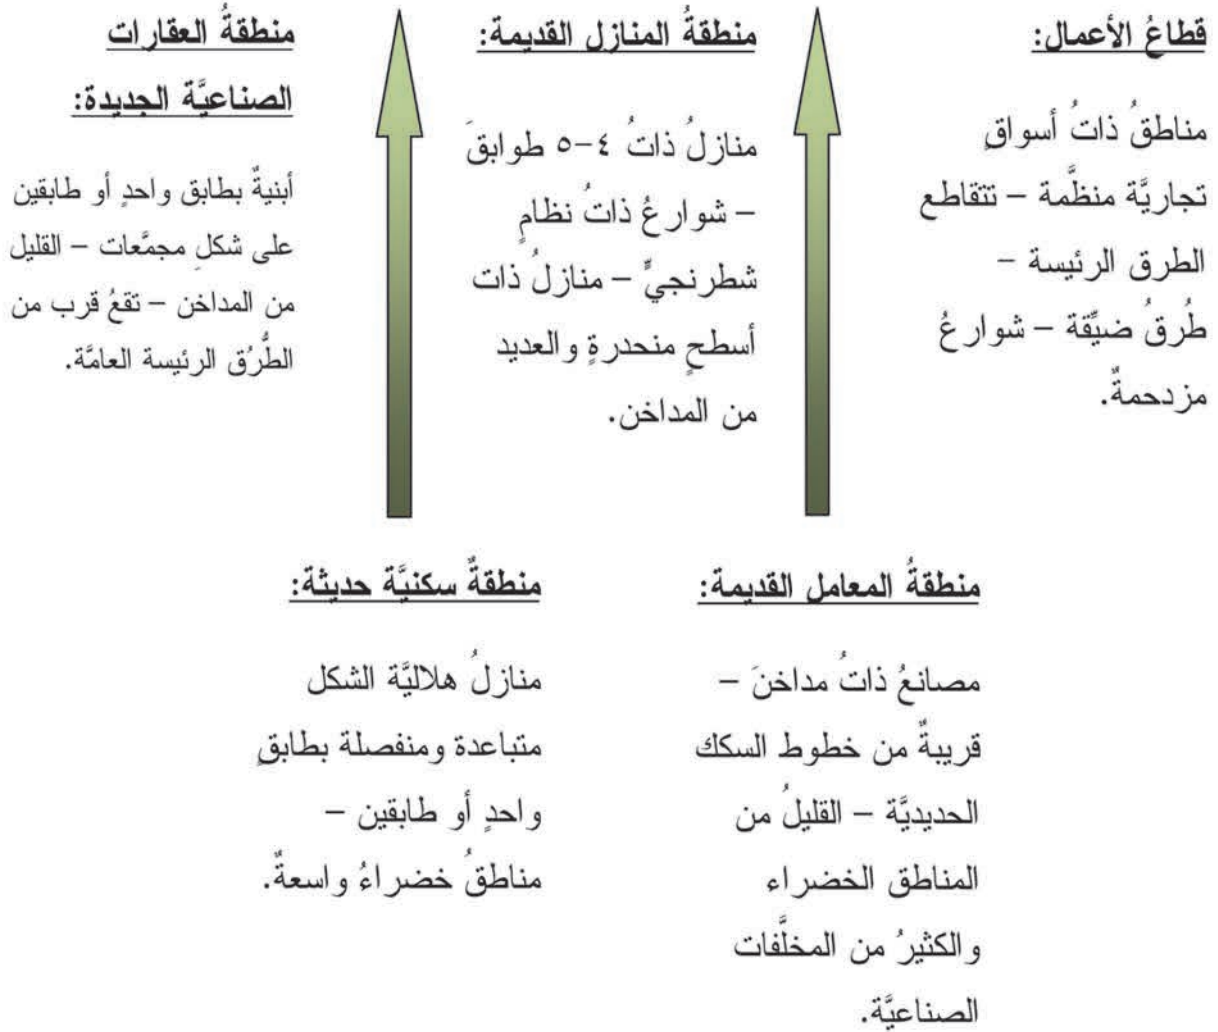 قطاعُ الأعمال:
مناطقُ ذاتُ أسواقٍ
تجاريَّة منظَّمة – تتقاطع
الطرق الرئيسة –
طُرقُ ضيِّقة – شوارعُ
مزدحمةٌ.
منطقةُ المنازل القديمة:
منازلُ ذاتُ ٤-٥ طوابقَ
– شوارعُ ذاتُ نظامٍ
شطرنجيٍّ – منازلُ ذات
أسطحٍ منحدرةٍ والعديد
من المداخن.
منطقةُ العقارات
الصناعيَّة الجديدة:
أبنيةٌ بطابق واحدٍ أو طابقين
على شكلِ مجمَّعات – القليل
من المداخن – تقعُ قرب من
الطُّرُق الرئيسة العامَّة.
منطقةُ المعامل القديمة:
مصانعُ ذاتُ مداخنَ –
قريبةٌ من خطوط السكك
الحديديَّة – القليلُ من
المناطق الخضراء
والكثيرُ من المخلَّفات
الصناعيَّة.
منطقةٌ سكنيَّة حديثة:
منازلُ هلاليَّة الشكل
متباعدة ومنفصلة بطابقٍ
واحدٍ أو طابقين –
مناطقُ خضراءُ واسعةٌ.